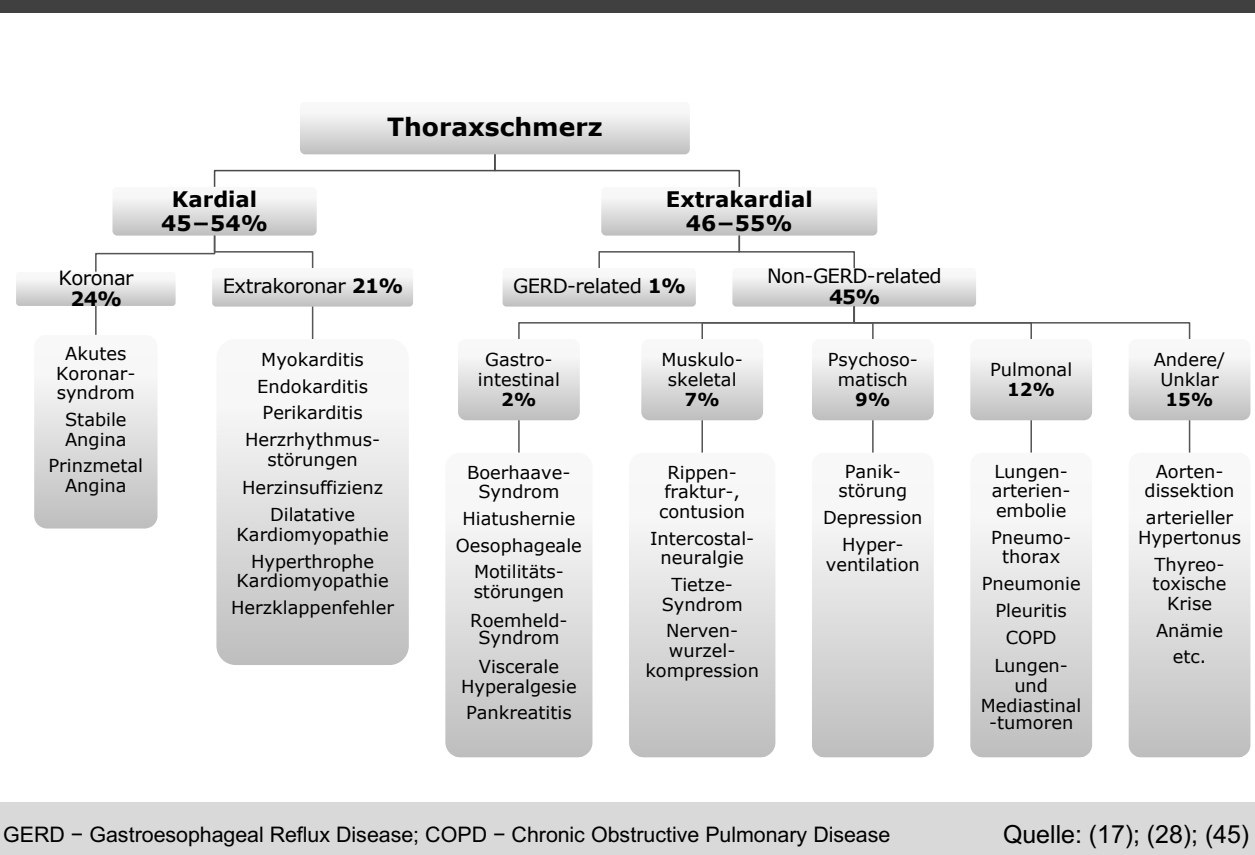 Thoraxschmerz
Kardial
45−54%
Extrakardial
46−55%
Koronar
24%
Extrakoronar 21%
GERD-related 1%
Non-GERD-related
45%
Akutes
Koronar-
syndrom
Stabile
Angina
Prinzmetal
Angina
Myokarditis
Endokarditis
Perikarditis
Herzrhythmus-
störungen
Herzinsuffizienz
Dilatative
Kardiomyopathie
Hyperthrophe
Kardiomyopathie
Herzklappenfehler
Gastro-
intestinal
2%
Boerhaave-
Syndrom
Hiatushernie
Oesophageale
Motilitäts-
störungen
Roemheld-
Syndrom
Viscerale
Hyperalgesie
Pankreatitis
Muskulo-
skeletal
7%
Rippen-
fraktur-,
contusion
Intercostal-
neuralgie
Tietze-
Syndrom
Nerven-
wurzel-
kompression
Psychoso-
matisch
9%
Panik-
störung
Depression
Hyper-
ventilation
Pulmonal
12%
Lungen-
arterien-
embolie
Pneumo-
thorax
Pneumonie
Pleuritis
COPD
Lungen-
und
Mediastinal
-tumoren
Andere/
Unklar
15%
Aorten-
dissektion
arterieller
Hypertonus
Thyreo-
toxische
Krise
Anämie
etc.
GERD − Gastroesophageal Reflux Disease; COPD − Chronic Obstructive Pulmonary Disease
Quelle: (17); (28); (45)